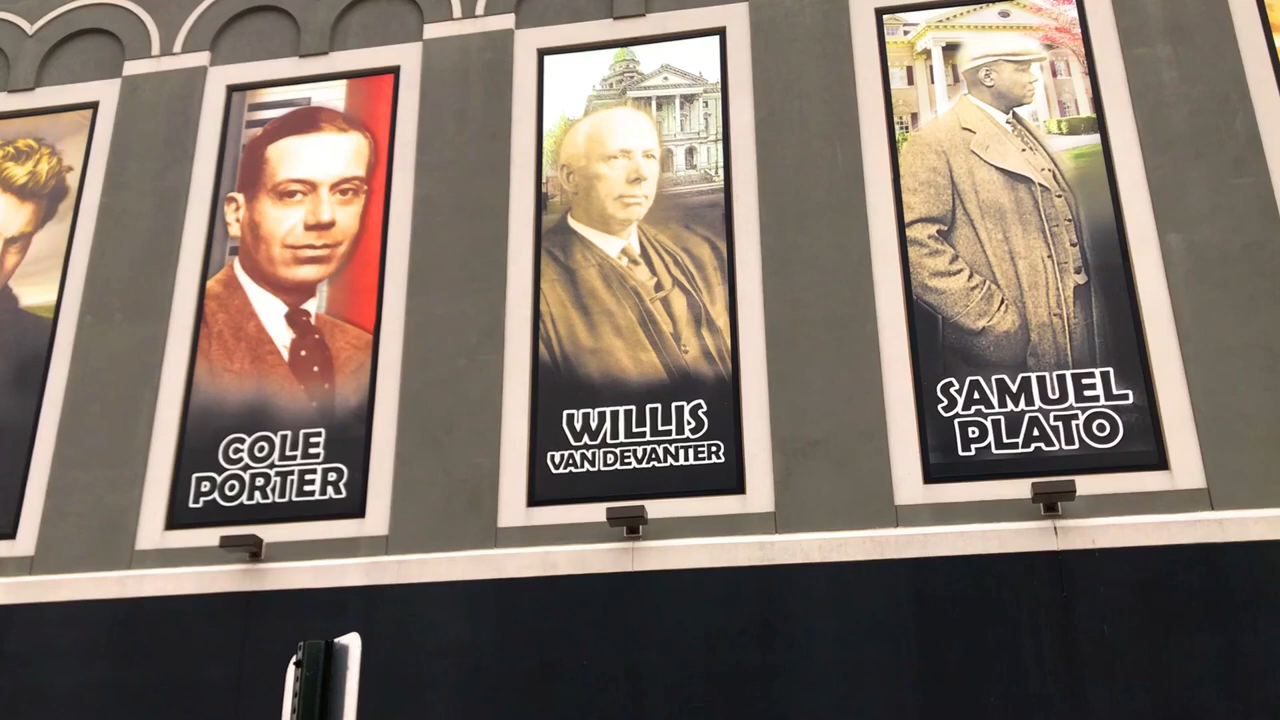 COLE
PORTER
WILLIS
VAN DEVANTER
SAMUEL
PLATO